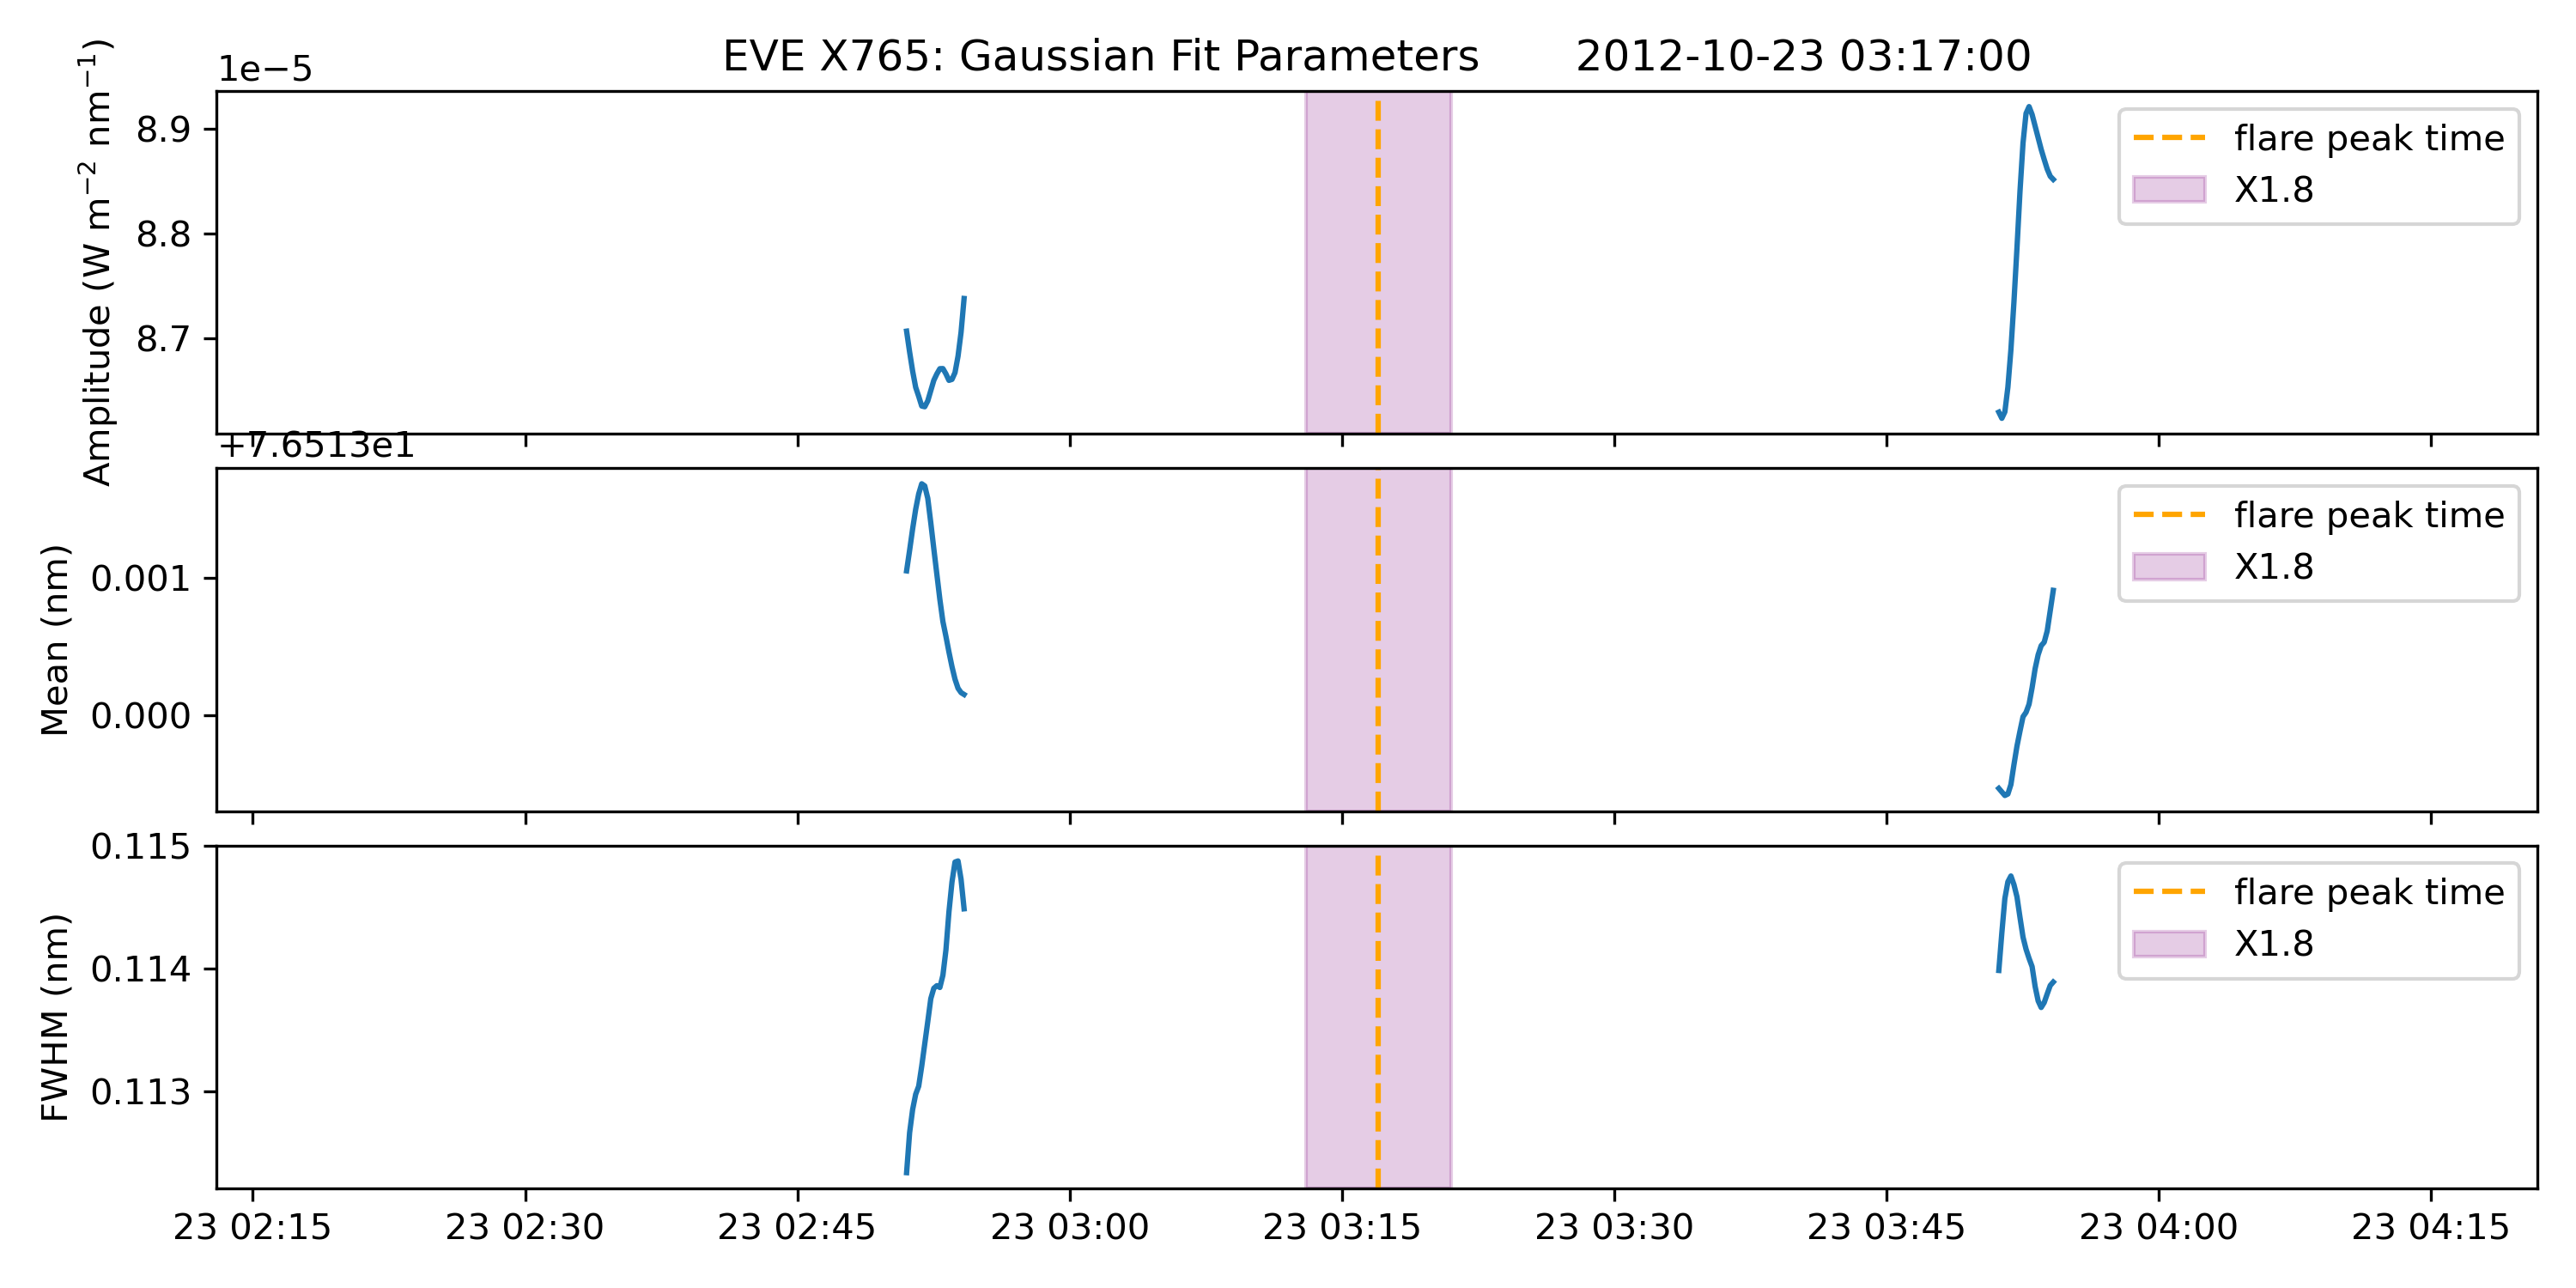 EVE X765: Gaussian Fit Parameters 2012-10-23 03:17:00
1e−5
Amplitude (W m⁻² nm⁻¹)
8.9
8.8
8.7
flare peak time
X1.8
+7.6513e1
Mean (nm)
0.001
0.000
flare peak time
X1.8
FWHM (nm)
0.115
0.114
0.113
flare peak time
X1.8
23 02:15 23 02:30 23 02:45 23 03:00 23 03:15 23 03:30 23 03:45 23 04:00 23 04:15